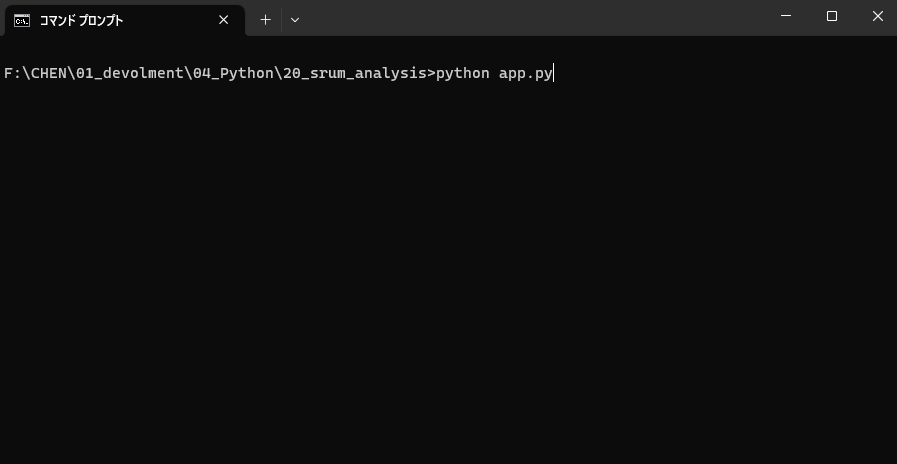 コマンド プロンプト
F:\CHEN\01_devolment\04_Python\20_srum_analysis>python app.py